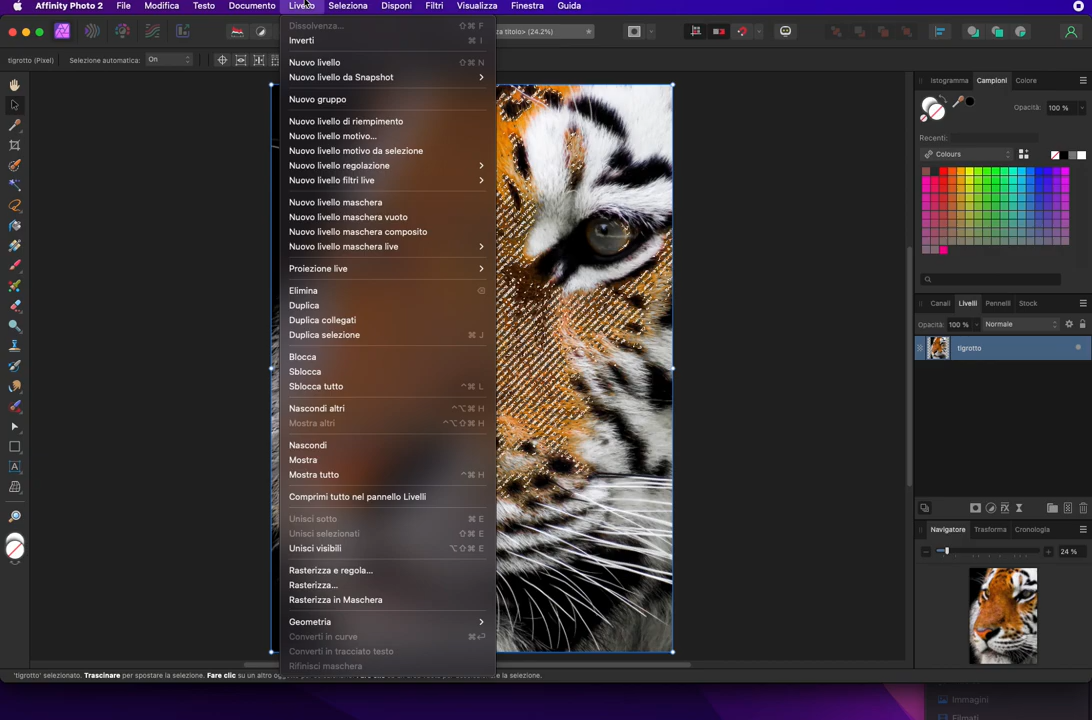 Affinity Photo 2 File Modifica Testo Documento Livello Seleziona Disponi Filtri Visualizza Finestra Guida
za titolo> (24.2%)
tigrotto (Pixel) Selezione automatica: On
Dissolvenza... ⇧⌘ F
Inverti ⌘ I
Nuovo livello ⇧⌘ N
Nuovo livello da Snapshot
Nuovo gruppo
Nuovo livello di riempimento
Nuovo livello motivo...
Nuovo livello motivo da selezione
Nuovo livello regolazione
Nuovo livello filtri live
Nuovo livello maschera
Nuovo livello maschera vuoto
Nuovo livello maschera composito
Nuovo livello maschera live
Proiezione live
Elimina ⌫
Duplica
Duplica collegati
Duplica selezione ⌘ J
Blocca
Sblocca
Sblocca tutto ^⌘ L
Nascondi altri ^⌥⌘ H
Mostra altri ^⌥⇧⌘ H
Nascondi
Mostra
Mostra tutto ^⌘ H
Comprimi tutto nel pannello Livelli
Unisci sotto ⌘ E
Unisci selezionati ⇧⌘ E
Unisci visibili ⌥⇧⌘ E
Rasterizza e regola...
Rasterizza...
Rasterizza in Maschera
Geometria
Converti in curve ⌘↩
Converti in tracciato testo
Rifinisci maschera
Istogramma Campioni Colore
Opacità: 100 %
Recenti:
Colours
Canali Livelli Pennelli Stock
Opacità: 100 % Normale
tigrotto
Navigatore Trasforma Cronologia
24 %
'tigrotto' selezionato. Trascinare per spostare la selezione. Fare clic su un altro
la selezione.
Immagini
Filmati